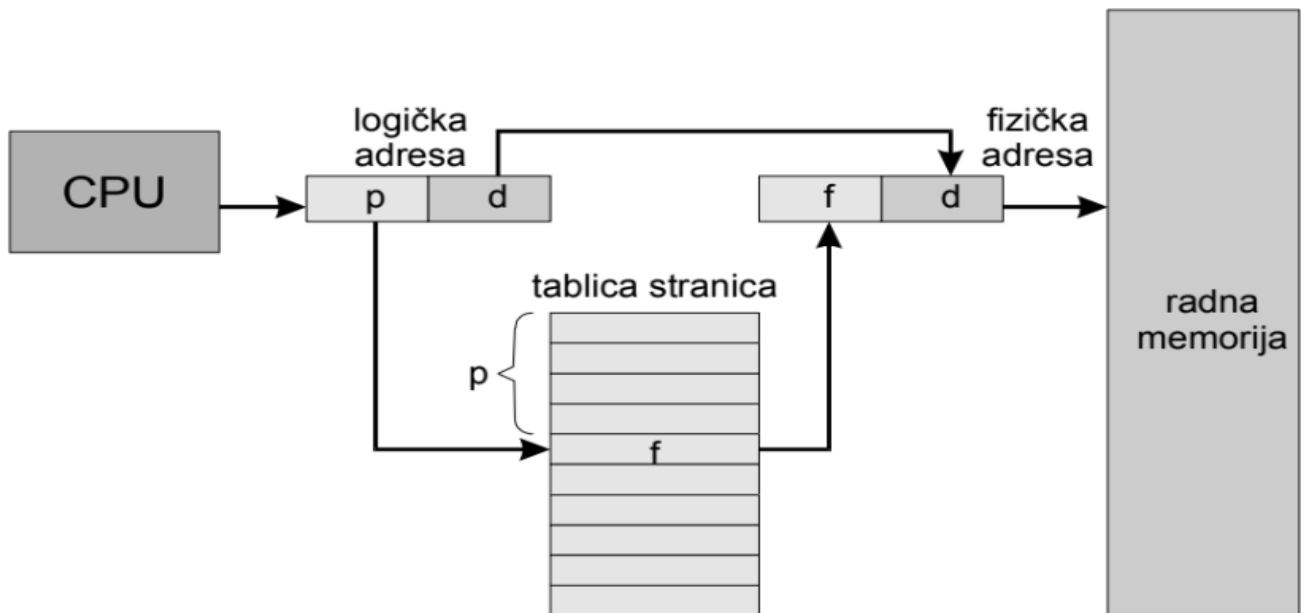 CPU
logička
adresa
p
d
fizička
adresa
f
d
tablica stranica
p
f
radna
memorija